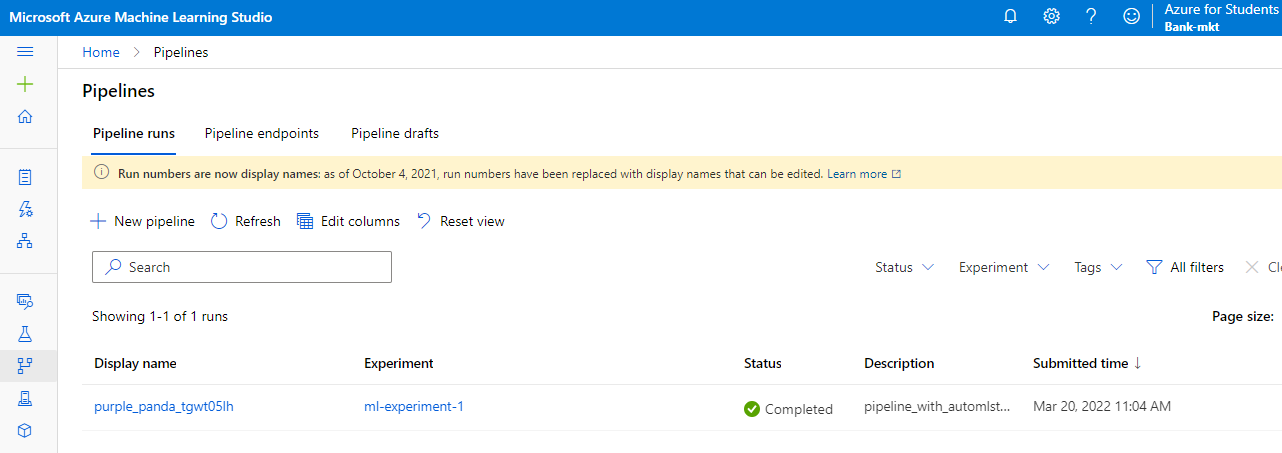 Microsoft Azure Machine Learning Studio
Azure for Students
Bank-mkt
Home > Pipelines
Pipelines
Pipeline runs Pipeline endpoints Pipeline drafts
Run numbers are now display names: as of October 4, 2021, run numbers have been replaced with display names that can be edited. Learn more
New pipeline Refresh Edit columns Reset view
Search Status Experiment Tags All filters Cle
Showing 1-1 of 1 runs Page size:
Display name Experiment Status Description Submitted time ↓
purple_panda_tgwt05lh ml-experiment-1 Completed pipeline_with_automlst... Mar 20, 2022 11:04 AM